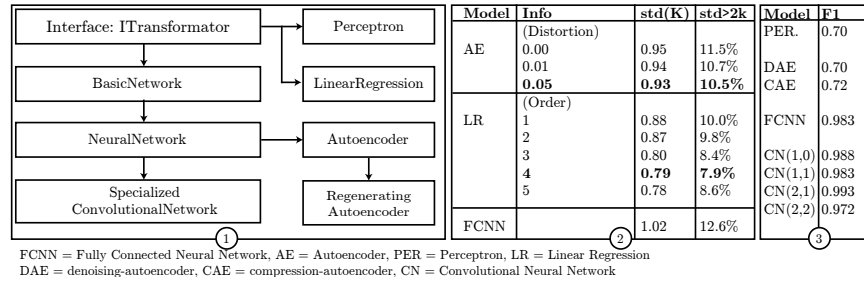 Interface: ITransformator
Perceptron
BasicNetwork
LinearRegression
NeuralNetwork
Autoencoder
Specialized
ConvolutionalNetwork
Regenerating
Autoencoder
1
Model Info std(K) std>2k
(Distortion)
AE 0.00 0.95 11.5%
0.01 0.94 10.7%
0.05 0.93 10.5%
(Order)
LR 1 0.88 10.0%
2 0.87 9.8%
3 0.80 8.4%
4 0.79 7.9%
5 0.78 8.6%
FCNN 1.02 12.6%
2
Model F1
PER. 0.70
DAE 0.70
CAE 0.72
FCNN 0.983
CN(1,0) 0.988
CN(1,1) 0.983
CN(2,1) 0.993
CN(2,2) 0.972
3
FCNN = Fully Connected Neural Network, AE = Autoencoder, PER = Perceptron, LR = Linear Regression
DAE = denoising-autoencoder, CAE = compression-autoencoder, CN = Convolutional Neural Network